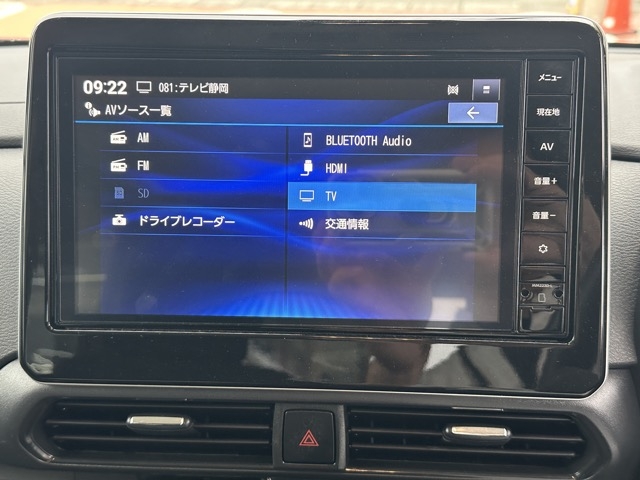 09:22 081:テレビ静岡
AVソース一覧
AM
FM
SD
ドライブレコーダー
BLUETOOTH Audio
HDMI
TV
交通情報
メニュー
現在地
AV
音量+
音量-